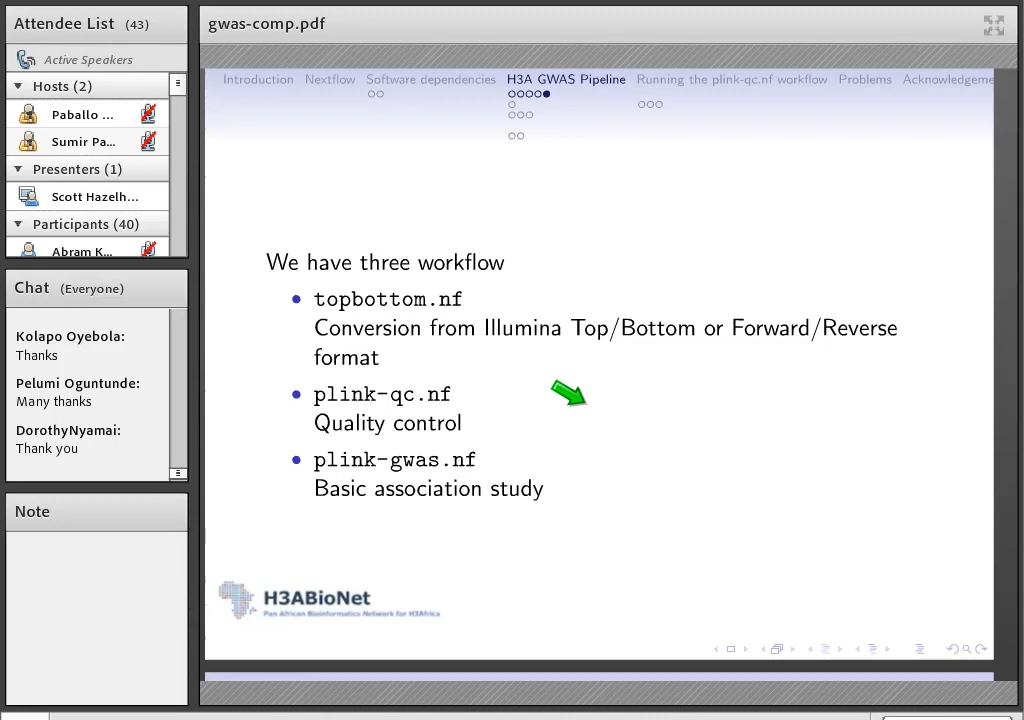 Attendee List (43)
Active Speakers
Hosts (2)
Paballo ...
Sumir Pa...
Presenters (1)
Scott Hazelh...
Participants (40)
Abram K...
Chat (Everyone)
Kolapo Oyebola:
Thanks
Pelumi Oguntunde:
Many thanks
DorothyNyamai:
Thank you
Note
gwas-comp.pdf
Introduction Nextflow Software dependencies H3A GWAS Pipeline Running the plink-qc.nf workflow Problems Acknowledgeme
We have three workflow
• topbottom.nf
Conversion from Illumina Top/Bottom or Forward/Reverse
format
• plink-qc.nf
Quality control
• plink-gwas.nf
Basic association study
H3ABioNet
Pan African Bioinformatics Network for H3Africa